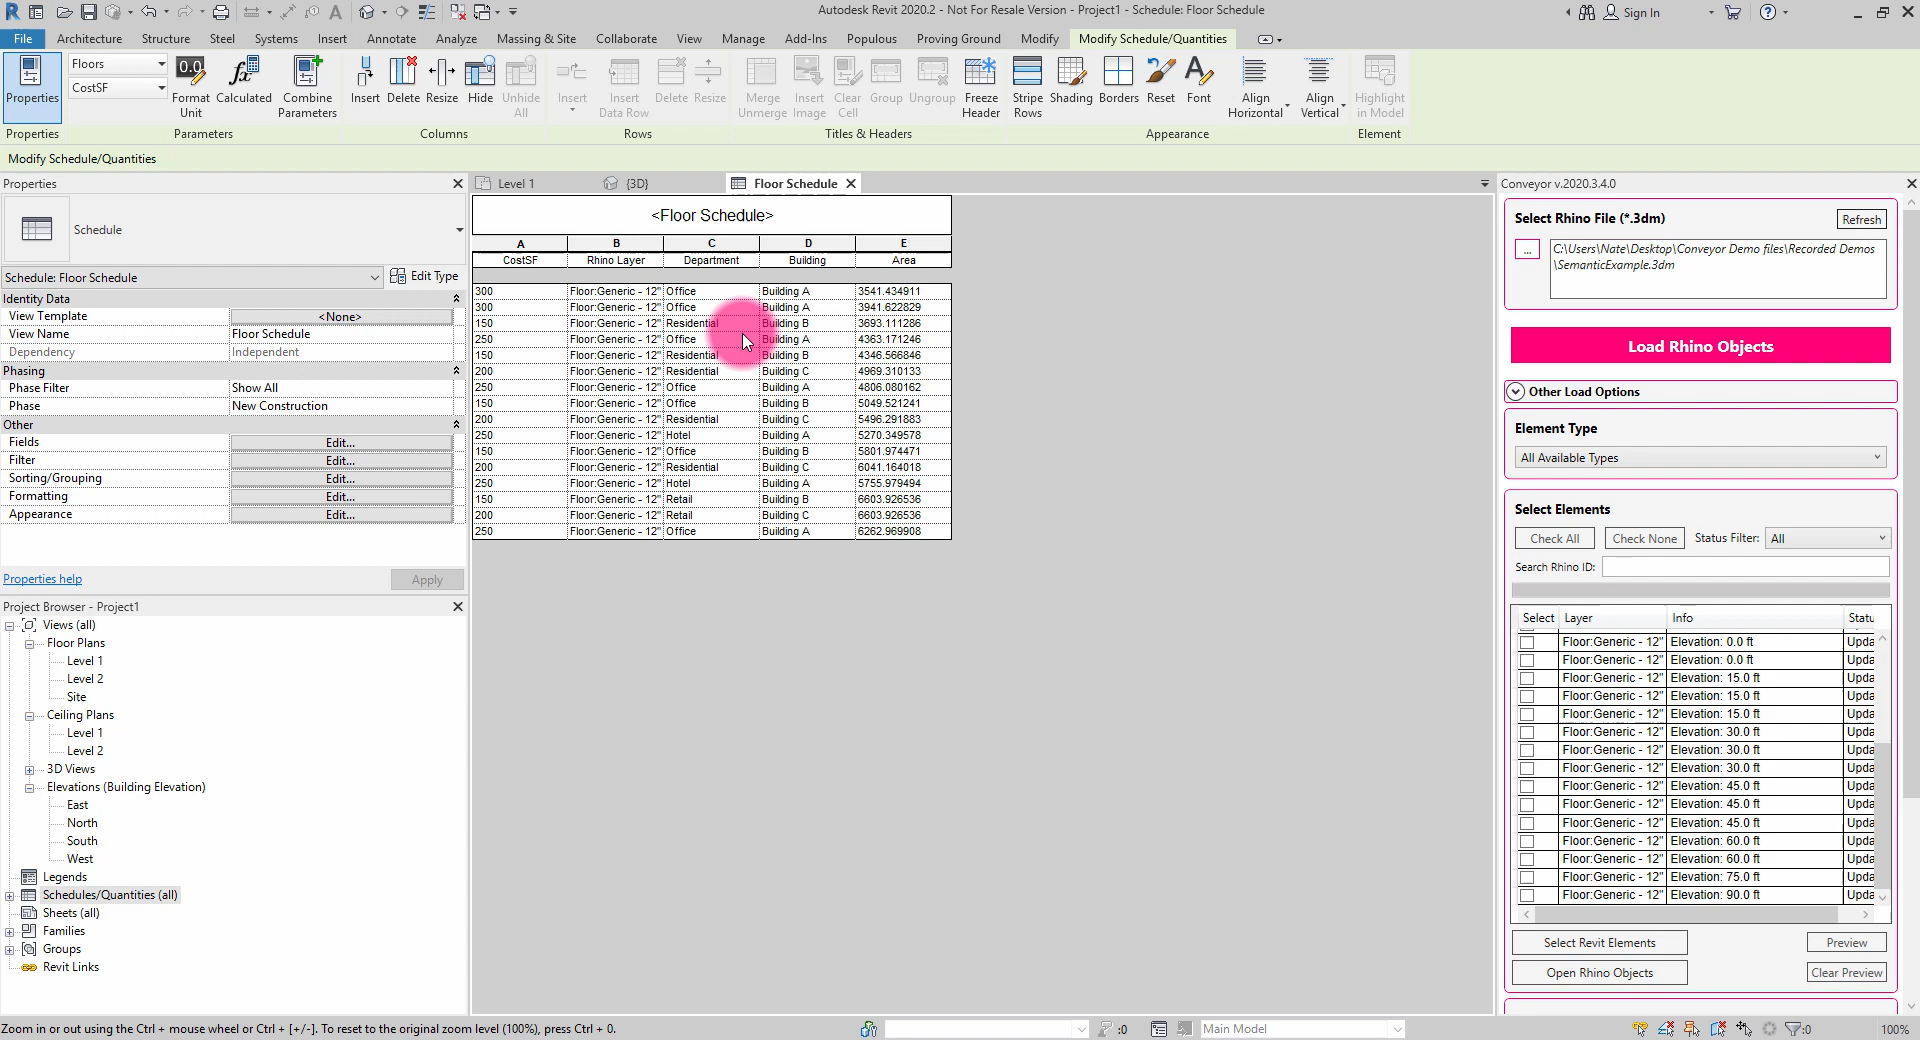 Autodesk Revit 2020.2 - Not For Resale Version - Project1 - Schedule: Floor Schedule
Sign In
File Architecture Structure Steel Systems Insert Annotate Analyze Massing & Site Collaborate View Manage Add-Ins Populous Proving Ground Modify Modify Schedule/Quantities
Floors
CostSF
Properties
Format Unit
Calculated
Combine Parameters
Insert Delete Resize Hide Unhide All
Insert Insert Data Row Delete Resize
Merge Unmerge Insert Image Clear Cell Group Ungroup Freeze Header
Stripe Rows Shading Borders Reset Font Align Horizontal Align Vertical
Highlight in Model
Properties Parameters Columns Rows Titles & Headers Appearance Element
Modify Schedule/Quantities
Properties
Schedule
Schedule: Floor Schedule Edit Type
Identity Data
View Template <None>
View Name Floor Schedule
Dependency Independent
Phasing
Phase Filter Show All
Phase New Construction
Other
Fields Edit...
Filter Edit...
Sorting/Grouping Edit...
Formatting Edit...
Appearance Edit...
Properties help Apply
Project Browser - Project1
Views (all)
Floor Plans
Level 1
Level 2
Site
Ceiling Plans
Level 1
Level 2
3D Views
Elevations (Building Elevation)
East
North
South
West
Legends
Schedules/Quantities (all)
Sheets (all)
Families
Groups
Revit Links
Level 1 {3D} Floor Schedule
<Floor Schedule>
A B C D E
CostSF Rhino Layer Department Building Area
300 Floor:Generic - 12" Office Building A 3541.434911
300 Floor:Generic - 12" Office Building A 3941.622829
150 Floor:Generic - 12" Residential Building B 3693.111286
250 Floor:Generic - 12" Office Building A 4363.171246
150 Floor:Generic - 12" Residential Building B 4346.566846
200 Floor:Generic - 12" Residential Building C 4969.310133
250 Floor:Generic - 12" Office Building A 4806.080162
150 Floor:Generic - 12" Office Building B 5049.521241
200 Floor:Generic - 12" Residential Building C 5496.291883
250 Floor:Generic - 12" Hotel Building A 5270.349578
150 Floor:Generic - 12" Office Building B 5801.974471
200 Floor:Generic - 12" Residential Building C 6041.164018
250 Floor:Generic - 12" Hotel Building A 5755.979494
150 Floor:Generic - 12" Retail Building B 6603.926536
200 Floor:Generic - 12" Retail Building C 6603.926536
250 Floor:Generic - 12" Office Building A 6262.969908
Conveyor v.2020.3.4.0
Select Rhino File (*.3dm) Refresh
... C:\Users\Nate\Desktop\Conveyor Demo files\Recorded Demos
\SemanticExample.3dm
Load Rhino Objects
Other Load Options
Element Type
All Available Types
Select Elements
Check All Check None Status Filter: All
Search Rhino ID:
Select Layer Info Statu
Floor:Generic - 12" Elevation: 0.0 ft Upda
Floor:Generic - 12" Elevation: 0.0 ft Upda
Floor:Generic - 12" Elevation: 15.0 ft Upda
Floor:Generic - 12" Elevation: 15.0 ft Upda
Floor:Generic - 12" Elevation: 15.0 ft Upda
Floor:Generic - 12" Elevation: 30.0 ft Upda
Floor:Generic - 12" Elevation: 30.0 ft Upda
Floor:Generic - 12" Elevation: 30.0 ft Upda
Floor:Generic - 12" Elevation: 45.0 ft Upda
Floor:Generic - 12" Elevation: 45.0 ft Upda
Floor:Generic - 12" Elevation: 45.0 ft Upda
Floor:Generic - 12" Elevation: 60.0 ft Upda
Floor:Generic - 12" Elevation: 60.0 ft Upda
Floor:Generic - 12" Elevation: 75.0 ft Upda
Floor:Generic - 12" Elevation: 90.0 ft Upda
Select Revit Elements Preview
Open Rhino Objects Clear Preview
Zoom in or out using the Ctrl + mouse wheel or Ctrl + [+/-]. To reset to the original zoom level (100%), press Ctrl + 0.
:0 Main Model :0 100%